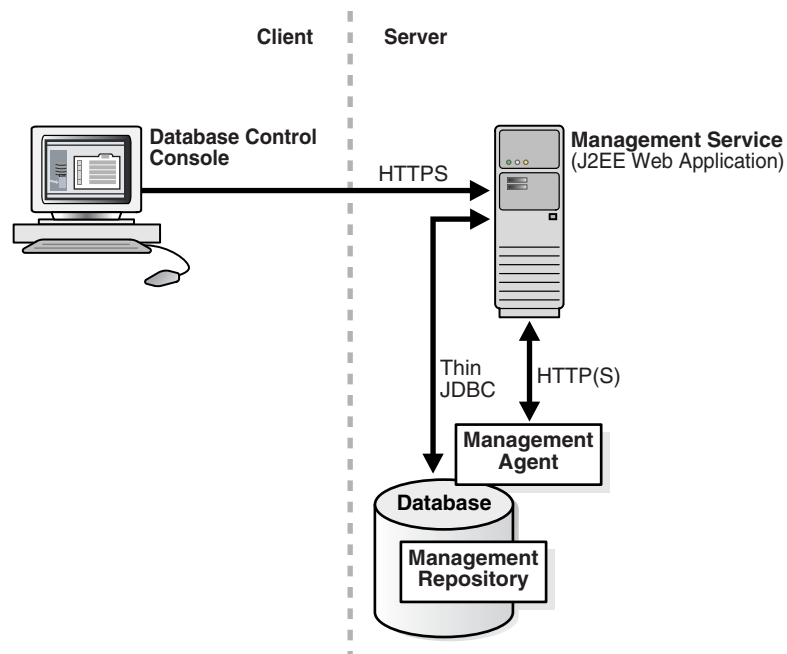 Client
Server
Database Control
Console
Management Service
(J2EE Web Application)
HTTPS
Thin
JDBC
HTTP(S)
Management
Agent
Database
Management
Repository